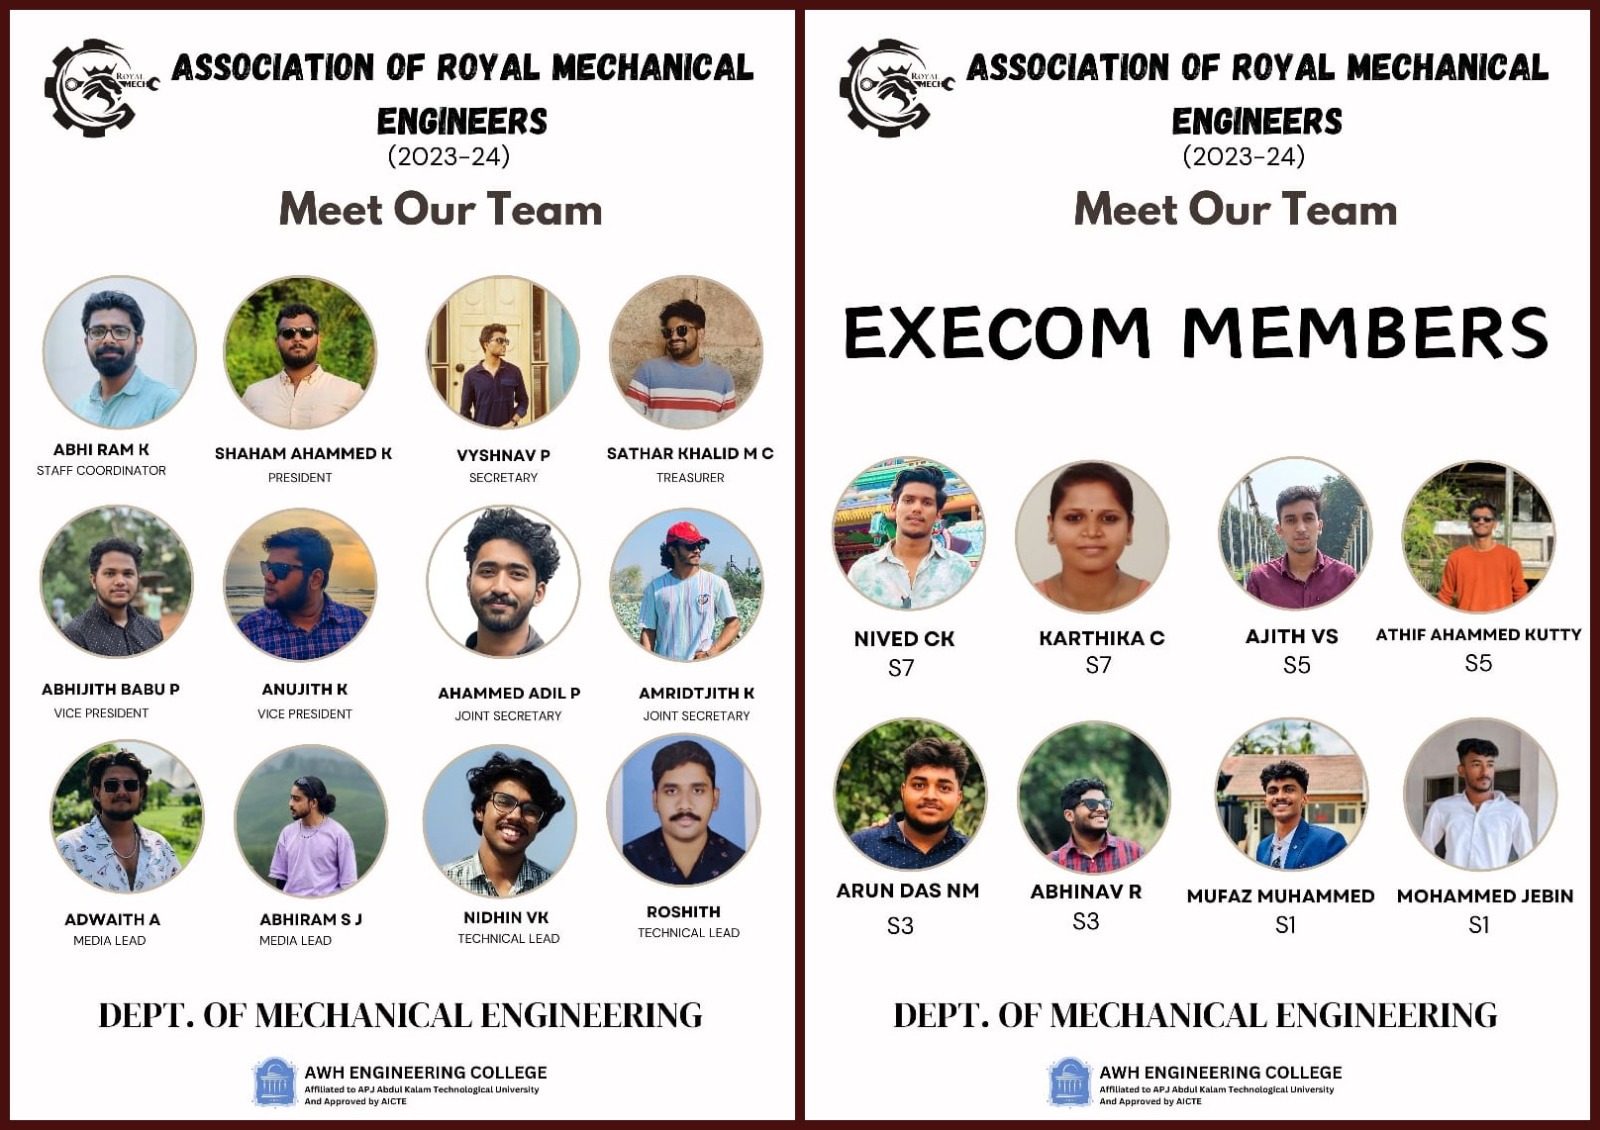 ROYAL
MECH
ASSOCIATION OF ROYAL MECHANICAL
ENGINEERS
(2023-24)
Meet Our Team
ABHI RAM K
STAFF COORDINATOR
SHAHAM AHAMMED K
PRESIDENT
VYSHNAV P
SECRETARY
SATHAR KHALID M C
TREASURER
ABHIJITH BABU P
VICE PRESIDENT
ANUJITH K
VICE PRESIDENT
AHAMMED ADIL P
JOINT SECRETARY
AMRIDTJITH K
JOINT SECRETARY
ADWAITH A
MEDIA LEAD
ABHIRAM S J
MEDIA LEAD
NIDHIN VK
TECHNICAL LEAD
ROSHITH
TECHNICAL LEAD
DEPT. OF MECHANICAL ENGINEERING
AWH ENGINEERING COLLEGE
Affiliated to APJ Abdul Kalam Technological University
And Approved by AICTE
ROYAL
MECH
ASSOCIATION OF ROYAL MECHANICAL
ENGINEERS
(2023-24)
Meet Our Team
EXECOM MEMBERS
NIVED CK
S7
KARTHIKA C
S7
AJITH VS
S5
ATHIF AHAMMED KUTTY
S5
ARUN DAS NM
S3
ABHINAV R
S3
MUFAZ MUHAMMED
S1
MOHAMMED JEBIN
S1
DEPT. OF MECHANICAL ENGINEERING
AWH ENGINEERING COLLEGE
Affiliated to APJ Abdul Kalam Technological University
And Approved by AICTE